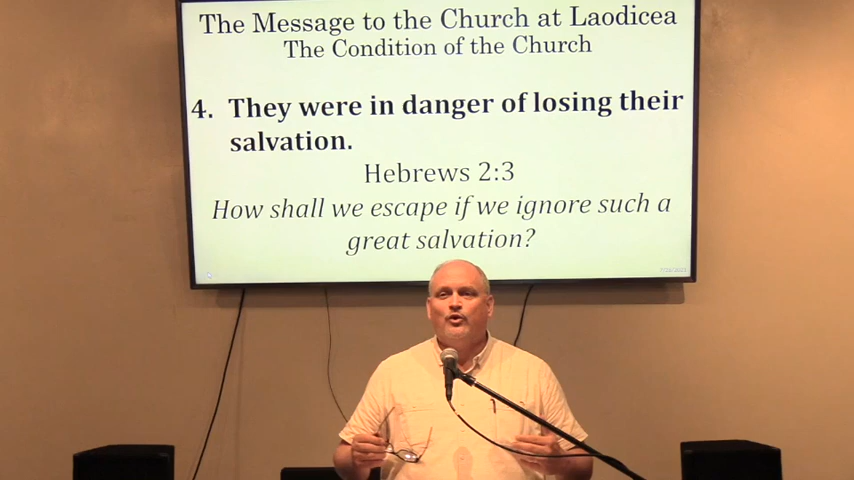 The Message to the Church at Laodicea
The Condition of the Church
4. They were in danger of losing their
salvation.
Hebrews 2:3
How shall we escape if we ignore such a
great salvation?